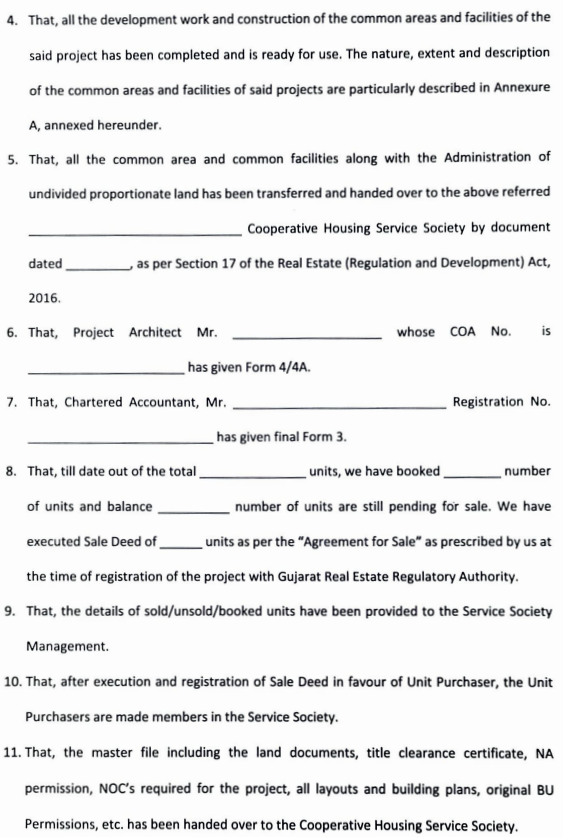 4. That, all the development work and construction of the common areas and facilities of the
said project has been completed and is ready for use. The nature, extent and description
of the common areas and facilities of said projects are particularly described in Annexure
A, annexed hereunder.
5. That, all the common area and common facilities along with the Administration of
undivided proportionate land has been transferred and handed over to the above referred
______________________ Cooperative Housing Service Society by document
dated _______, as per Section 17 of the Real Estate (Regulation and Development) Act,
2016.
6. That, Project Architect Mr. ________________ whose COA No. is
________________ has given Form 4/4A.
7. That, Chartered Accountant, Mr. ______________________ Registration No.
___________________ has given final Form 3.
8. That, till date out of the total ___________ units, we have booked ______ number
of units and balance ________ number of units are still pending for sale. We have
executed Sale Deed of _____ units as per the "Agreement for Sale" as prescribed by us at
the time of registration of the project with Gujarat Real Estate Regulatory Authority.
9. That, the details of sold/unsold/booked units have been provided to the Service Society
Management.
10. That, after execution and registration of Sale Deed in favour of Unit Purchaser, the Unit
Purchasers are made members in the Service Society.
11. That, the master file including the land documents, title clearance certificate, NA
permission, NOC's required for the project, all layouts and building plans, original BU
Permissions, etc. has been handed over to the Cooperative Housing Service Society.